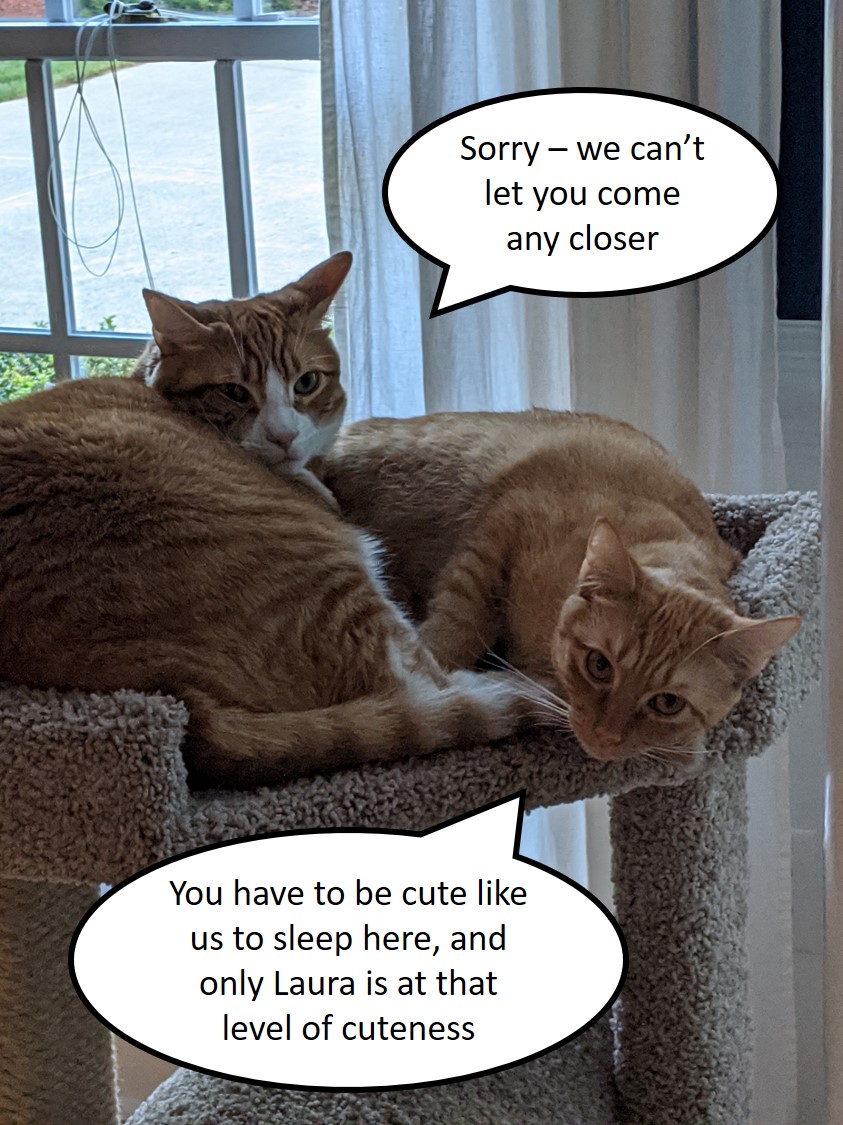 Sorry – we can’t
let you come
any closer
You have to be cute like
us to sleep here, and
only Laura is at that
level of cuteness